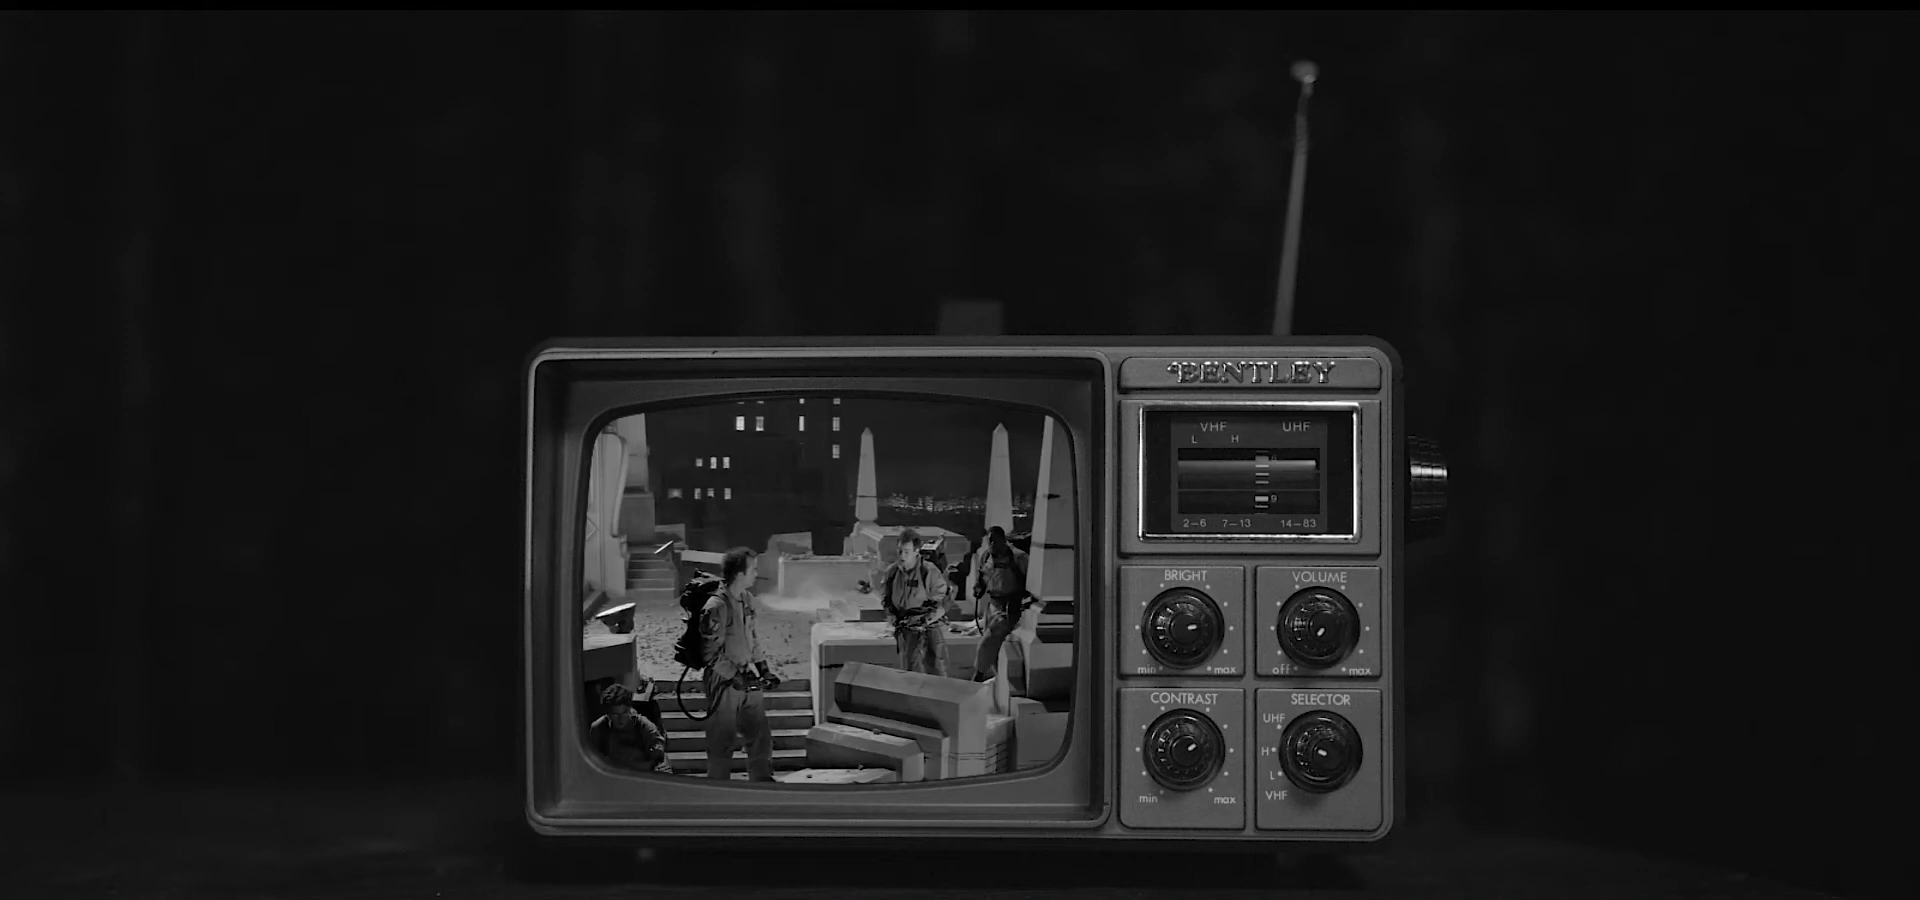 BENTLEY
VHF UHF
L H
9
2–6 7–13 14–83
BRIGHT
min max
VOLUME
off max
CONTRAST
min max
SELECTOR
UHF
H
L
VHF